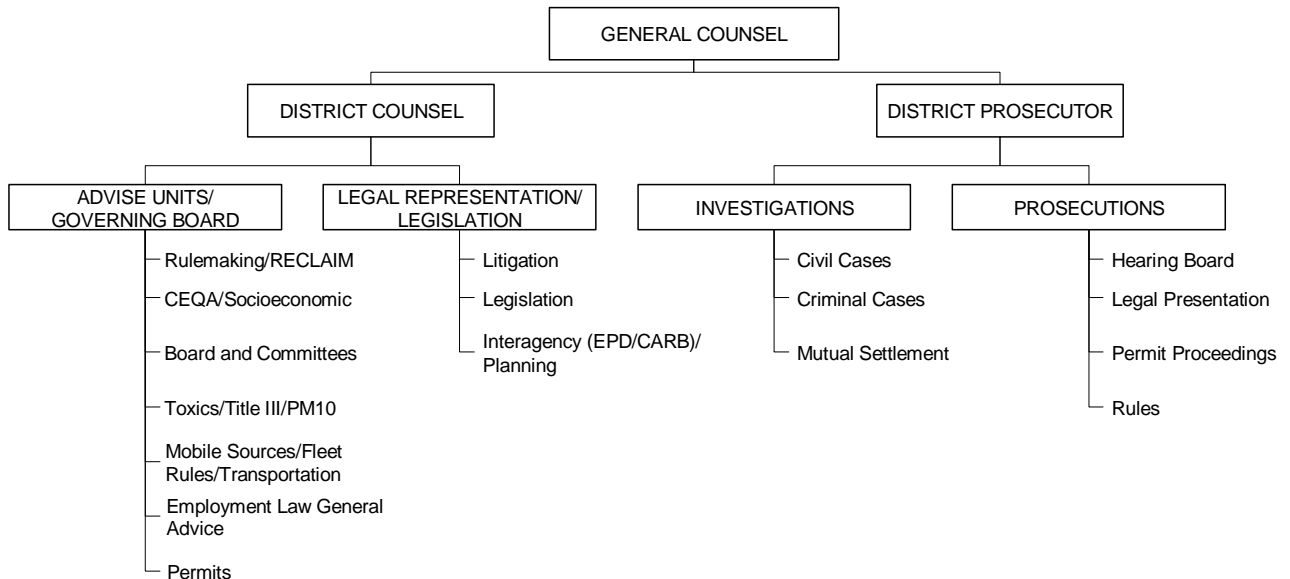 GENERAL COUNSEL
DISTRICT COUNSEL
DISTRICT PROSECUTOR
ADVISE UNITS/
GOVERNING BOARD
LEGAL REPRESENTATION/
LEGISLATION
INVESTIGATIONS
PROSECUTIONS
Rulemaking/RECLAIM
CEQA/Socioeconomic
Board and Committees
Toxics/Title III/PM10
Mobile Sources/Fleet
Rules/Transportation
Employment Law General
Advice
Permits
Litigation
Legislation
Interagency (EPD/CARB)/
Planning
Civil Cases
Criminal Cases
Mutual Settlement
Hearing Board
Legal Presentation
Permit Proceedings
Rules